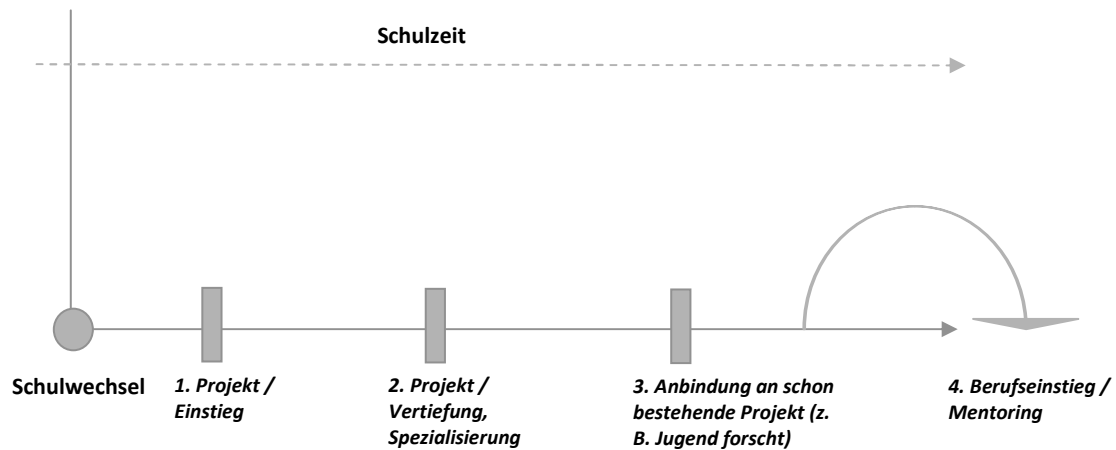 Schulzeit
Schulwechsel
1. Projekt /
Einstieg
2. Projekt /
Vertiefung,
Spezialisierung
3. Anbindung an schon
bestehende Projekt (z.
B. Jugend forscht)
4. Berufseinstieg /
Mentoring